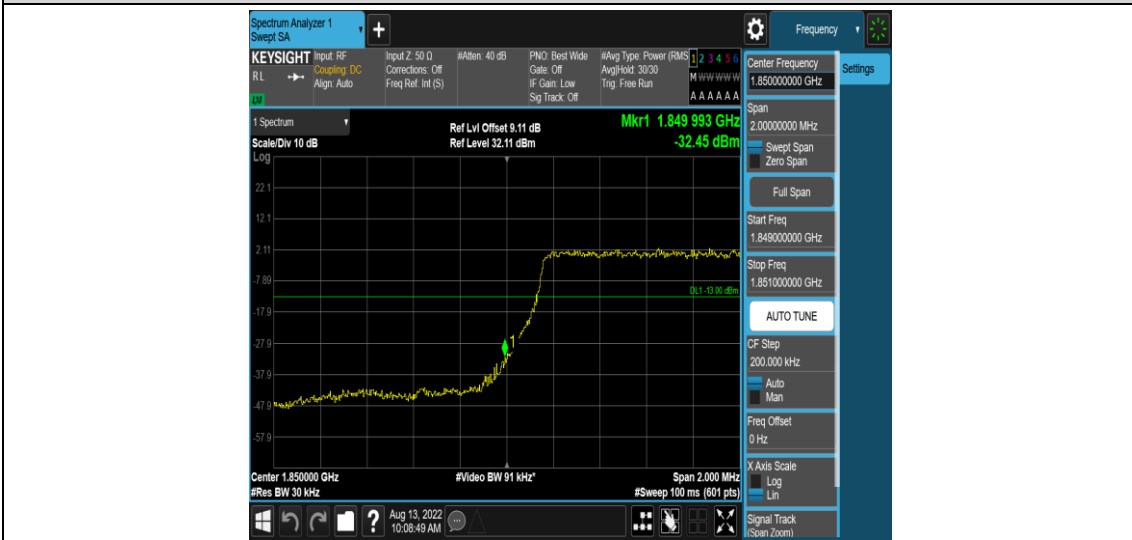 Spectrum Analyzer 1
Swept SA
+
Frequency
KEYSIGHT
RL
LXI
Input: RF
Coupling: DC
Align: Auto
Input Z: 50 Ω
Corrections: Off
Freq Ref: Int (S)
#Atten: 40 dB
PNO: Best Wide
Gate: Off
IF Gain: Low
Sig Track: Off
#Avg Type: Power (RMS
Avg|Hold: 30/30
Trig: Free Run
1 2 3 4 5 6
M W W W W W
A A A A A A
1 Spectrum
Scale/Div 10 dB
Log
Ref Lvl Offset 9.11 dB
Ref Level 32.11 dBm
Mkr1 1.849 993 GHz
-32.45 dBm
22.1
12.1
2.11
-7.89
-17.9
-27.9
-37.9
-47.9
-57.9
DL1 -13.00 dBm
1
Center 1.850000 GHz
#Res BW 30 kHz
#Video BW 91 kHz*
Span 2.000 MHz
#Sweep 100 ms (601 pts)
Center Frequency
1.850000000 GHz
Settings
Span
2.00000000 MHz
Swept Span
Zero Span
Full Span
Start Freq
1.849000000 GHz
Stop Freq
1.851000000 GHz
AUTO TUNE
CF Step
200.000 kHz
Auto
Man
Freq Offset
0 Hz
X Axis Scale
Log
Lin
Signal Track
(Span Zoom)
?
Aug 13, 2022
10:08:49 AM